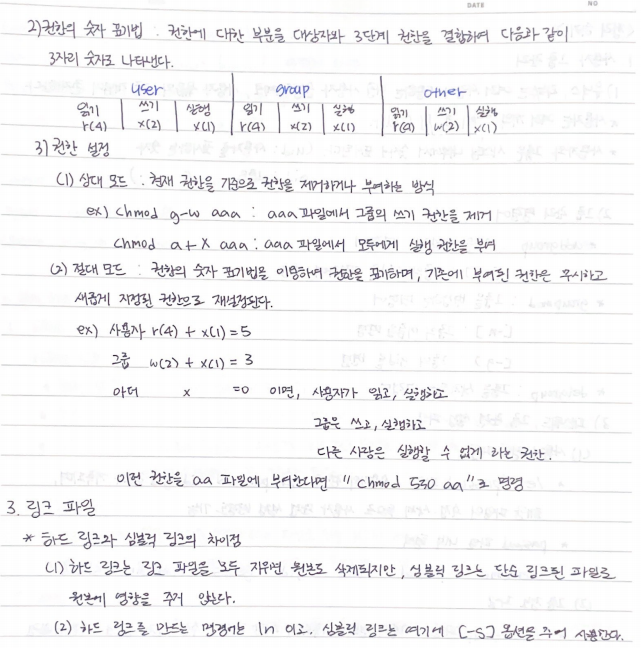 DATE NO
2)권한의 숫자 표기법 : 권한에 대한 부분을 대상자와 3단계 권한을 결합하여 다음과 같이
3자리 숫자로 나타낸다.
user group other
읽기 쓰기 실행 읽기 쓰기 실행 읽기 쓰기 실행
r(4) x(2) x(1) r(4) x(2) x(1) r(4) w(2) x(1)
3) 권한 설정
(1) 상대 모드 : 현재 권한을 기준으로 권한을 제거하거나 부여하는 방식
ex) chmod g-w aaa : aaa 파일에서 그룹의 쓰기 권한을 제거
chmod a+x aaa : aaa 파일에서 모두에게 실행 권한을 부여
(2) 절대 모드 : 권한의 숫자 표기법을 이용하여 권한을 표기하며, 기존에 부여된 권한은 무시하고
새롭게 지정된 권한으로 재설정된다.
ex) 사용자 r(4) + x(1) = 5
그룹 w(2) + x(1) = 3
아더 x =0 이면, 사용자가 읽고, 실행하고
그룹은 쓰고, 실행하고
다른 사람은 실행할 수 없게 하는 권한.
이런 권한을 aa 파일에 부여한다면 "chmod 530 aa"로 명령
3. 링크 파일
* 하드 링크와 심볼릭 링크의 차이점
(1) 하드 링크는 링크 파일을 모두 지우면 원본도 삭제되지만, 심볼릭 링크는 단순 링크된 파일로
원본에 영향을 주지 않는다.
(2) 하드 링크를 만드는 명령어는 ln 이고, 심볼릭 링크는 여기에 [-s] 옵션을 주어 사용한다.